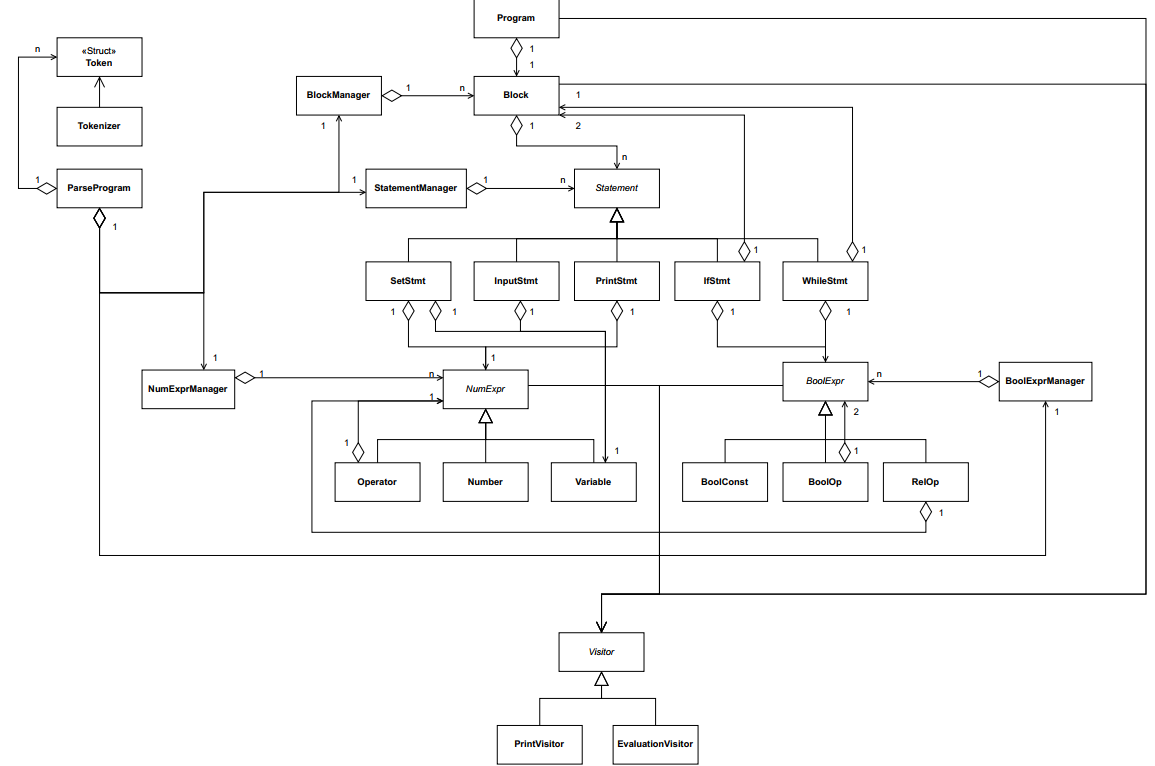 Program
n
«Struct»
Token
1
1
BlockManager
1
n
Block
1
Tokenizer
1
1
2
n
1
ParseProgram
1
StatementManager
1
n
Statement
1
1
1
SetStmt
InputStmt
PrintStmt
IfStmt
WhileStmt
1
1
1
1
1
1
1
1
NumExprManager
1
n
NumExpr
BoolExpr
n
1
BoolExprManager
1
2
1
1
1
1
Operator
Number
Variable
BoolConst
BoolOp
RelOp
1
Visitor
PrintVisitor
EvaluationVisitor